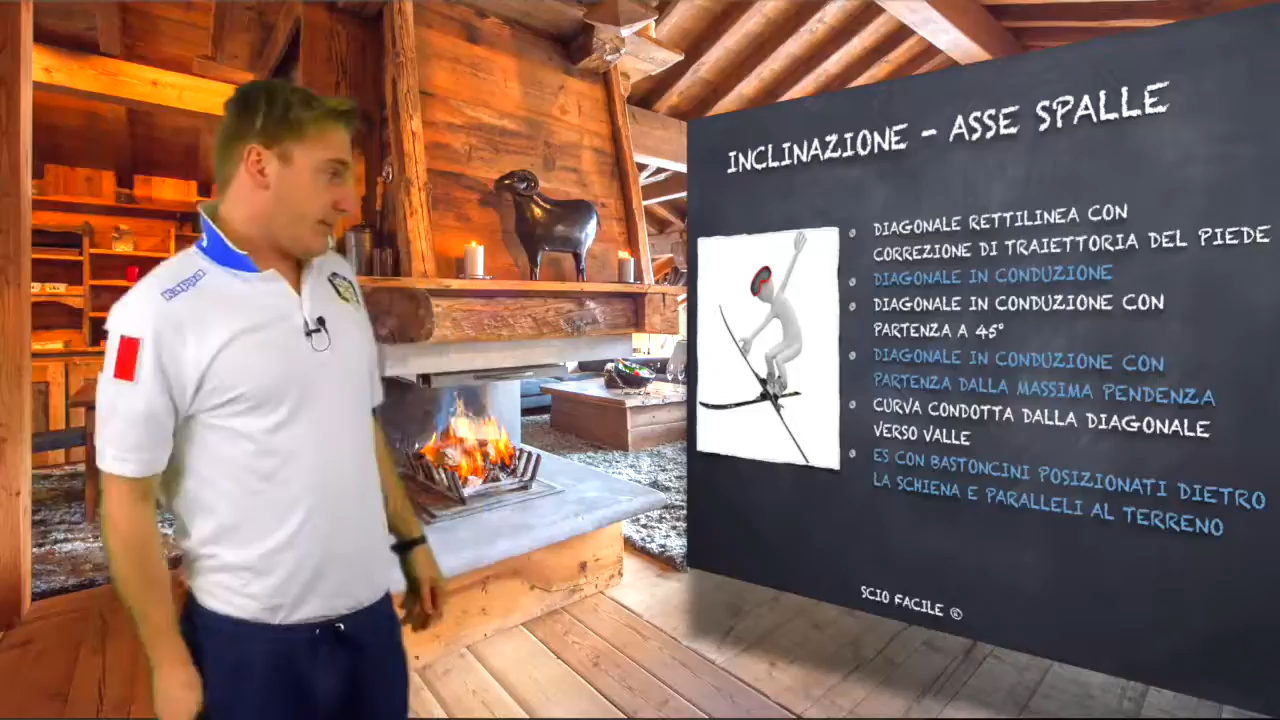 INCLINAZIONE - ASSE SPALLE
DIAGONALE RETTILINEA CON
CORREZIONE DI TRAIETTORIA DEL PIEDE
DIAGONALE IN CONDUZIONE
DIAGONALE IN CONDUZIONE CON
PARTENZA A 45°
DIAGONALE IN CONDUZIONE CON
PARTENZA DALLA MASSIMA PENDENZA
CURVA CONDOTTA DALLA DIAGONALE
VERSO VALLE
ES CON BASTONCINI POSIZIONATI DIETRO
LA SCHIENA E PARALLELI AL TERRENO
SCIO FACILE ®
Kappa